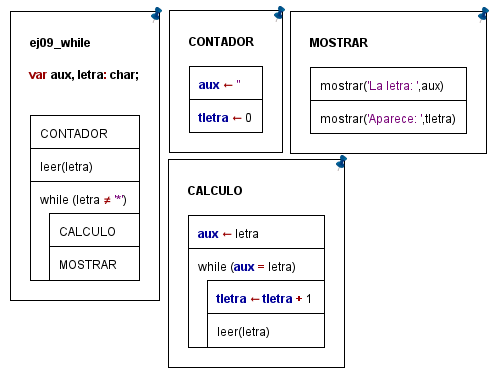 ej09_while
var aux, letra: char;
CONTADOR
leer(letra)
while (letra ≠ '*')
CALCULO
MOSTRAR
CONTADOR
aux ← ''
tletra ← 0
MOSTRAR
mostrar('La letra: ',aux)
mostrar('Aparece: ',tletra)
CALCULO
aux ← letra
while (aux = letra)
tletra ← tletra + 1
leer(letra)